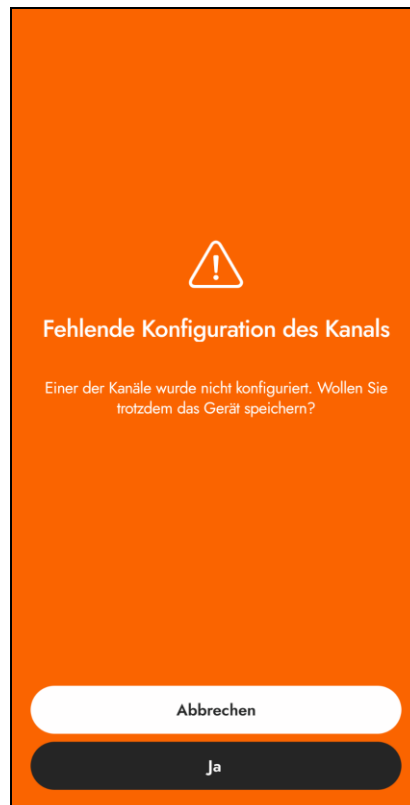 Fehlende Konfiguration des Kanals
Einer der Kanäle wurde nicht konfiguriert. Wollen Sie
trotzdem das Gerät speichern?
Abbrechen
Ja